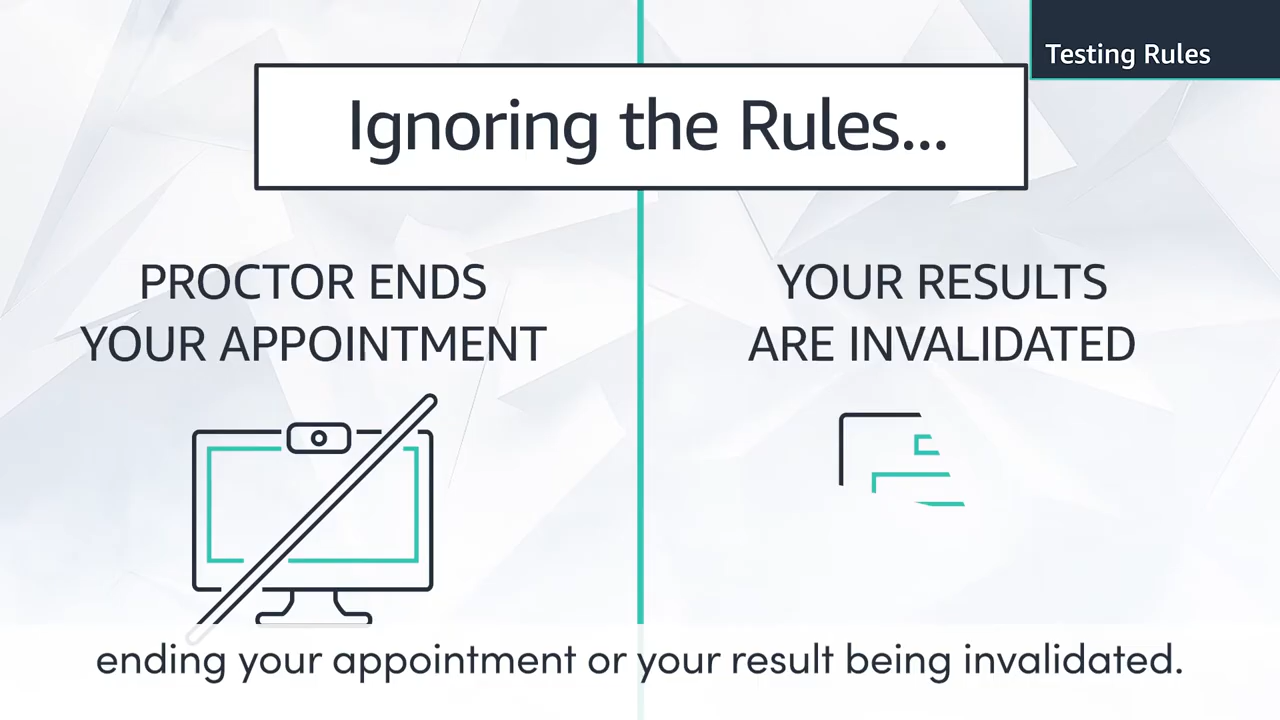 Testing Rules
Ignoring the Rules...
PROCTOR ENDS
YOUR APPOINTMENT
YOUR RESULTS
ARE INVALIDATED
ending your appointment or your result being invalidated.